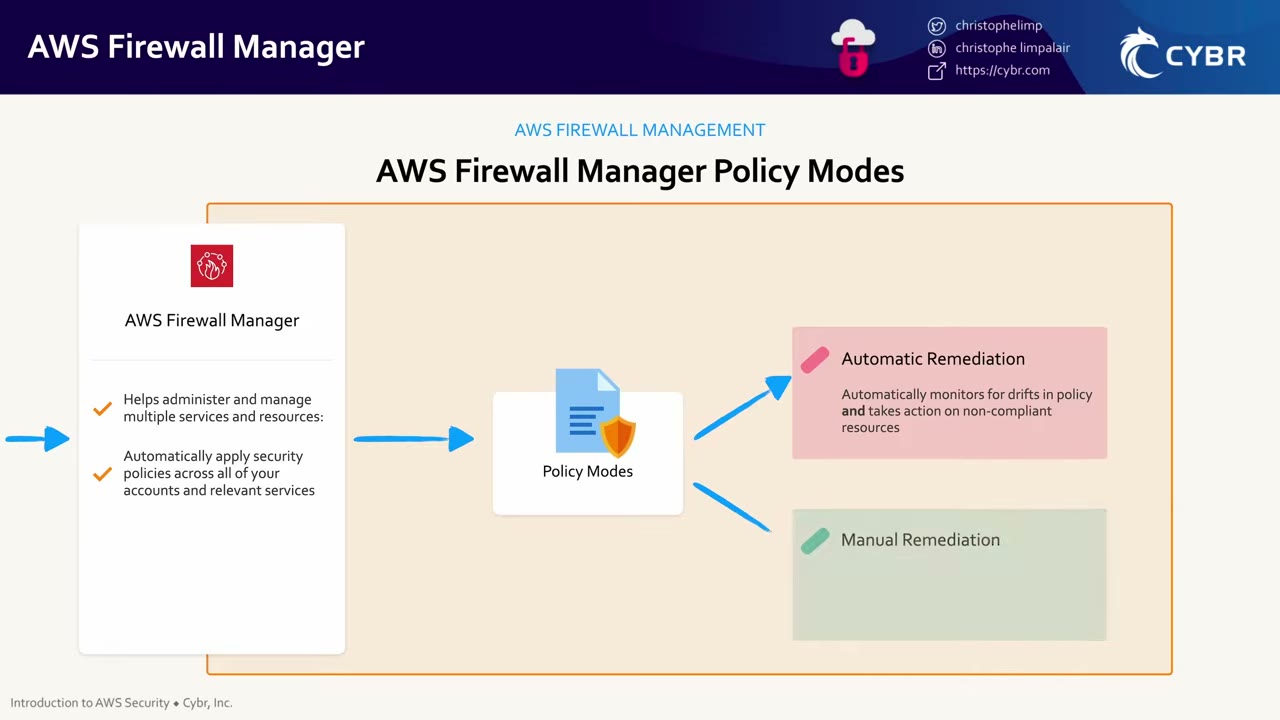 AWS Firewall Manager
christophelimp
christophe limpalair
https://cybr.com
CYBR
AWS FIREWALL MANAGEMENT
AWS Firewall Manager Policy Modes
AWS Firewall Manager
Helps administer and manage
multiple services and resources:
Automatically apply security
policies across all of your
accounts and relevant services
Policy Modes
Automatic Remediation
Automatically monitors for drifts in policy
and takes action on non-compliant
resources
Manual Remediation
Introduction to AWS Security ◆ Cybr, Inc.